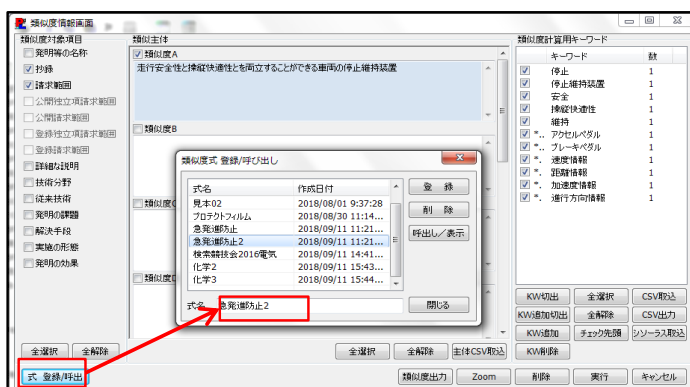 類似度情報画面
類似度対象項目
発明等の名称
抄録
請求範囲
公開独立項請求範囲
公開請求範囲
登録独立項請求範囲
登録請求範囲
詳細な説明
技術分野
従来技術
発明の課題
解決手段
実施の形態
発明の効果
全選択 全解除
式 登録/呼出
類似主体
類似度A
走行安全性と操縦快適性とを両立することができる車両の停止維持装置
類似度B
類似度C
類似度D
全選択 全解除 主体CSV取込
類似度出力 Zoom
類似度式 登録/呼び出し
式名 作成日付
見本02 2018/08/01 9:37:28
プロテクトフィルム 2018/08/30 11:14...
急発進防止 2018/09/11 11:21...
急発進防止2 2018/09/11 11:21...
検索競技会2016電気 2018/09/11 14:41...
化学2 2018/09/11 15:43...
化学3 2018/09/11 15:44...
登 録
削 除
呼出し/表示
式名 急発進防止2 閉じる
類似度計算用キーワード
キーワード 数
停止 1
停止維持装置 1
安全 1
操縦快適性 1
維持 1
*.. アクセルペダル 1
*.. ブレーキペダル 1
*. 速度情報 1
*. 距離情報 1
*. 加速度情報 1
*. 進行方向情報 1
KW切出 全選択 CSV取込
KW追加切出 全解除 CSV出力
KW追加 チェック先頭 シソーラス取込
KW削除
削除 実行 キャンセル